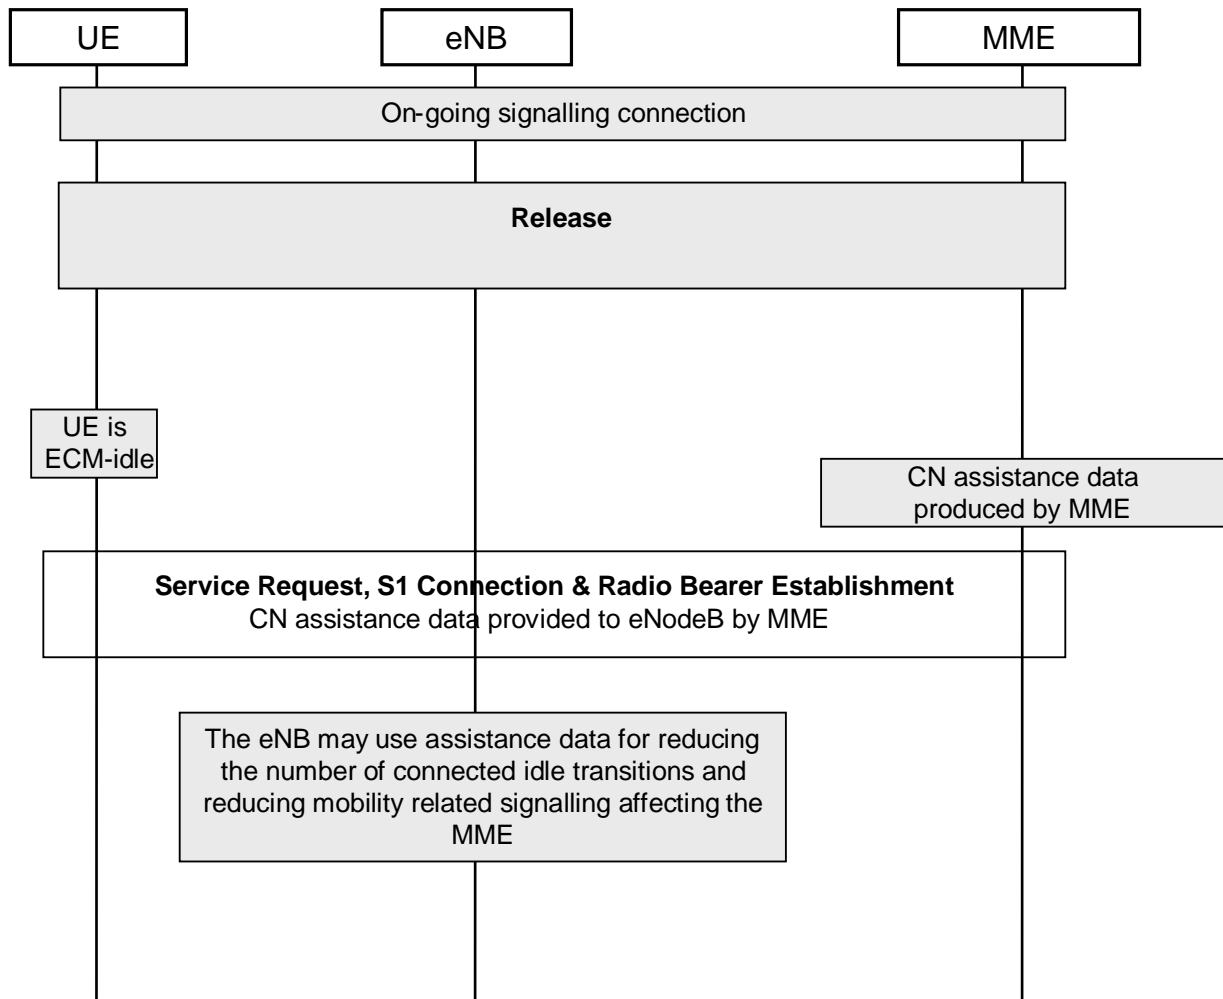 UE
eNB
MME
On-going signalling connection
Release
UE is
ECM-idle
CN assistance data
produced by MME
Service Request, S1 Connection & Radio Bearer Establishment
CN assistance data provided to eNodeB by MME
The eNB may use assistance data for reducing
the number of connected idle transitions and
reducing mobility related signalling affecting the
MME